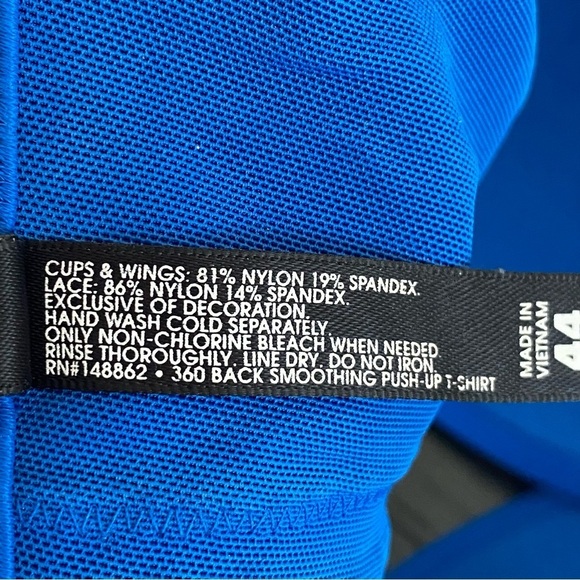 CUPS & WINGS: 81% NYLON 19% SPANDEX.
LACE: 86% NYLON 14% SPANDEX.
EXCLUSIVE OF DECORATION.
HAND WASH COLD SEPARATELY.
ONLY NON-CHLORINE BLEACH WHEN NEEDED
RINSE THOROUGHLY. LINE DRY. DO NOT IRON.
RN#148862 • 360 BACK SMOOTHING PUSH-UP T-SHIRT
MADE IN
VIETNAM
44